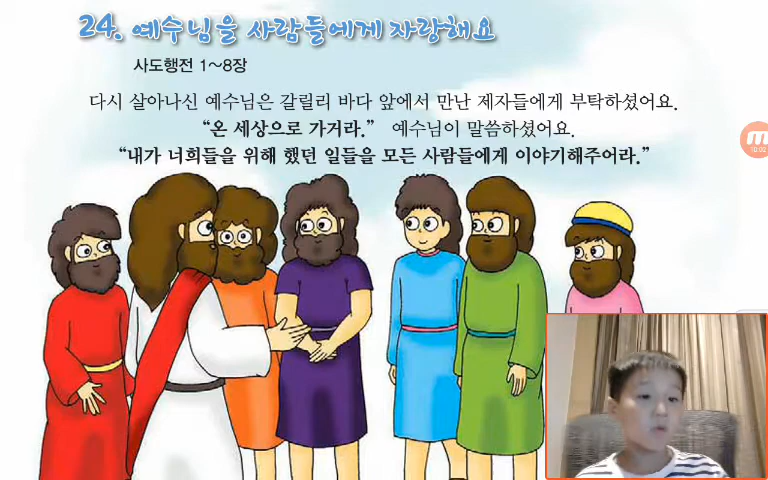 24. 예수님을 사람들에게 자랑해요
사도행전 1~8장
다시 살아나신 예수님은 갈릴리 바다 앞에서 만난 제자들에게 부탁하셨어요.
“온 세상으로 가거라.” 예수님이 말씀하셨어요.
“내가 너희들을 위해 했던 일들을 모든 사람들에게 이야기해주어라.”
M
10:02